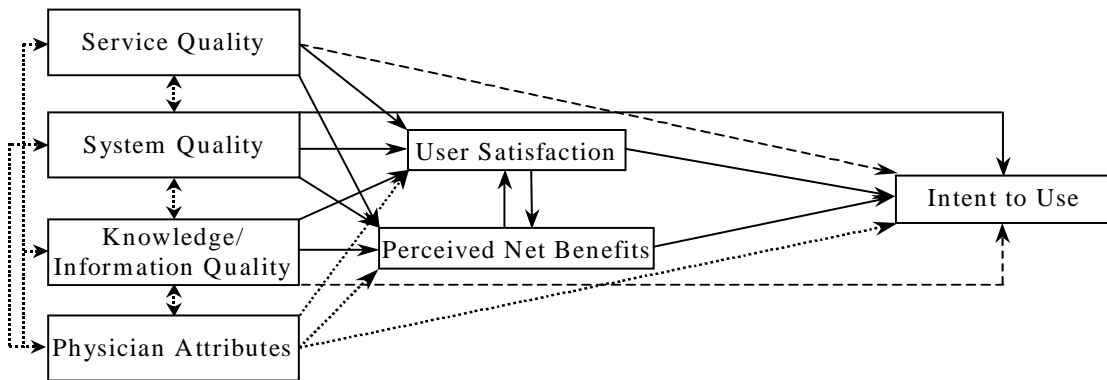 Service Quality
System Quality
User Satisfaction
Intent to Use
Knowledge/
Information Quality
Perceived Net Benefits
Physician Attributes